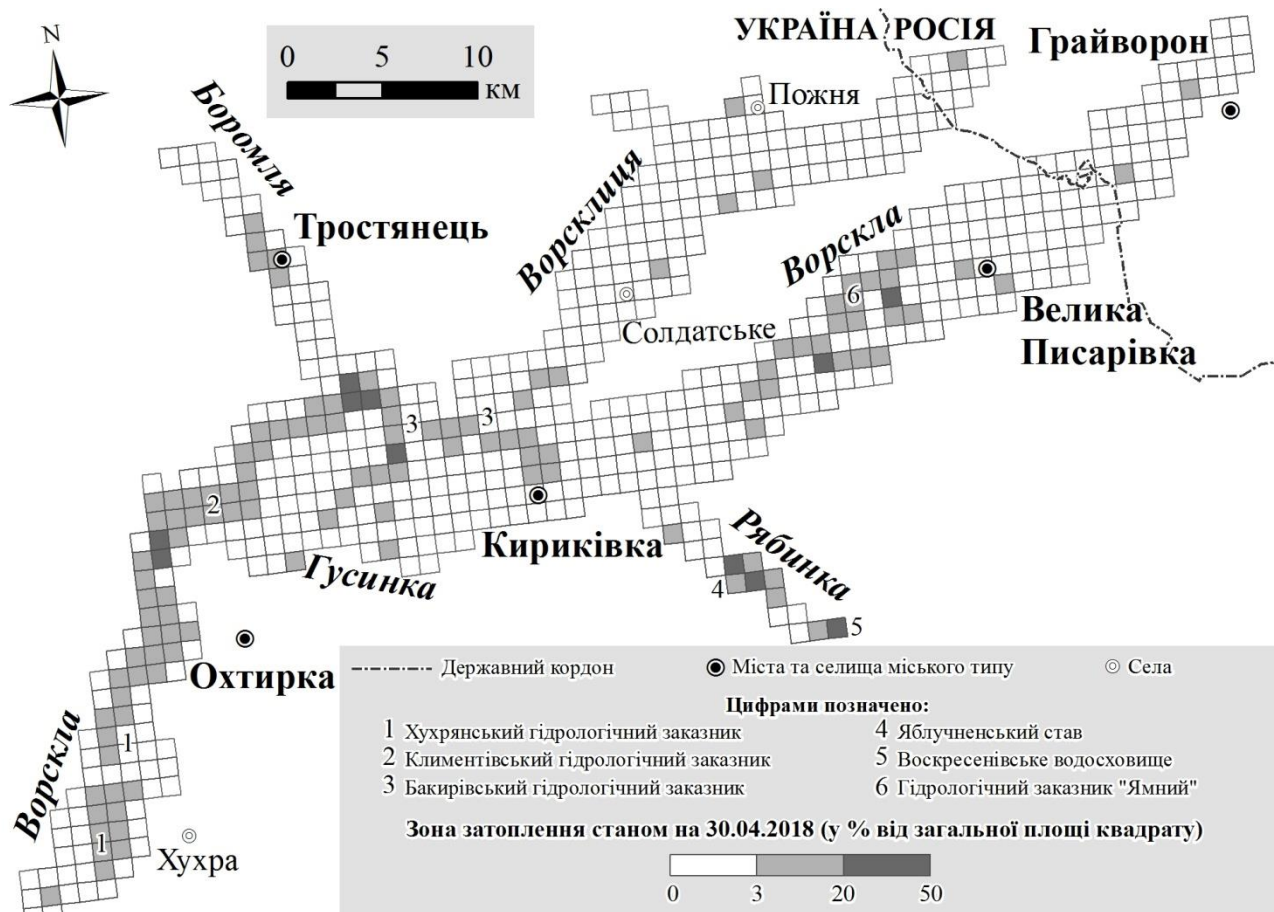 N
0 5 10
км
УКРАЇНА РОСІЯ
Грайворон
Пожня
Боромля
Тростянець
Ворсклиця
Ворскла
6
Солдатське
Велика
Писарівка
3 3
2
Кириківка
Рябинка
Гусинка
4
5
Охтирка
Ворскла
1
1
Хухра
Державний кордон
Міста та селища міського типу
Села
Цифрами позначено:
1 Хухрянський гідрологічний заказник
2 Климентівський гідрологічний заказник
3 Бакирівський гідрологічний заказник
4 Яблучненський став
5 Воскресенівське водосховище
6 Гідрологічний заказник "Ямний"
Зона затоплення станом на 30.04.2018 (у % від загальної площі квадрату)
0 3 20 50